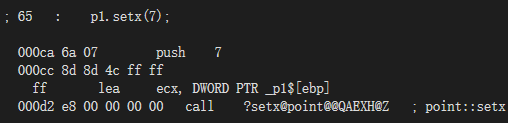 ; 65   :    p1.setx(7);
000ca 6a 07 push 7
000cc 8d 8d 4c ff ff
ff lea ecx, DWORD PTR _p1$[ebp]
000d2 e8 00 00 00 00 call ?setx@point@@QAEXH@Z ; point::setx